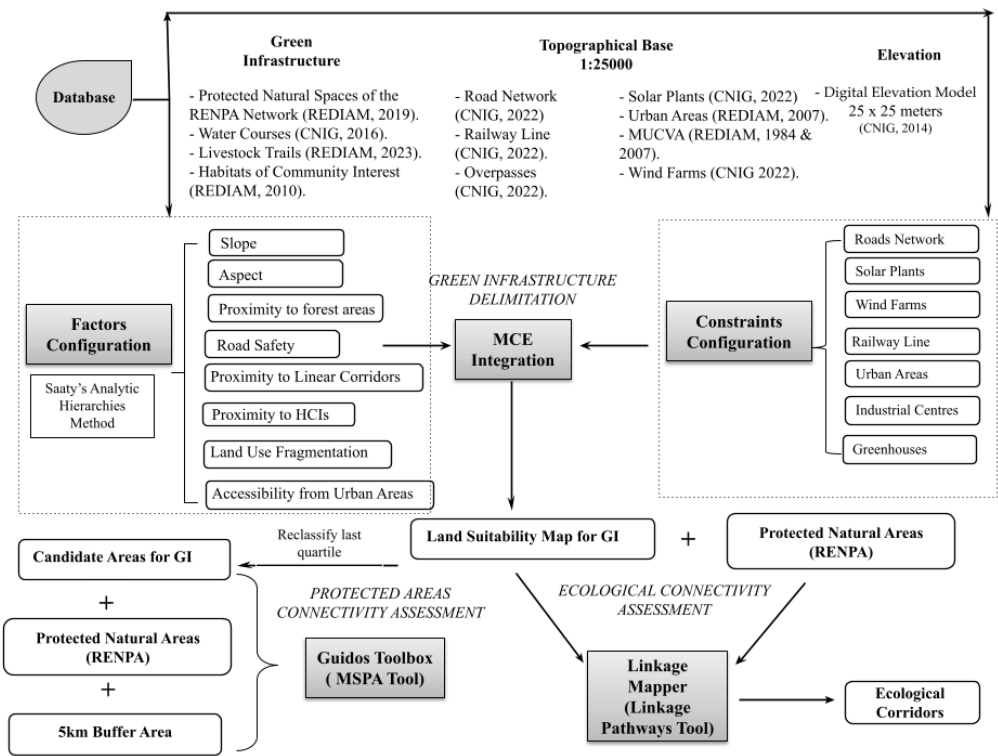 Database
Green
Infrastructure
- Protected Natural Spaces of the
RENPA Network (REDIAM, 2019).
- Water Courses (CNIG, 2016).
- Livestock Trails (REDIAM, 2023).
- Habitats of Community Interest
(REDIAM, 2010).
Topographical Base
1:25000
- Road Network
(CNIG, 2022)
- Railway Line
(CNIG, 2022).
- Overpasses
(CNIG, 2022).
- Solar Plants (CNIG, 2022)
- Urban Areas (REDIAM, 2007).
- MUCVA (REDIAM, 1984 &
2007).
- Wind Farms (CNIG 2022).
Elevation
- Digital Elevation Model
25 x 25 meters
(CNIG, 2014)
Factors
Configuration
Saaty's Analytic
Hierarchies
Method
Slope
Aspect
Proximity to forest areas
Road Safety
Proximity to Linear Corridors
Proximity to HCIs
Land Use Fragmentation
Accessibility from Urban Areas
GREEN INFRASTRUCTURE
DELIMITATION
MCE
Integration
Constraints
Configuration
Roads Network
Solar Plants
Wind Farms
Railway Line
Urban Areas
Industrial Centres
Greenhouses
Land Suitability Map for GI
+
Protected Natural Areas
(RENPA)
Reclassify last
quartile
Candidate Areas for GI
+
Protected Natural Areas
(RENPA)
+
5km Buffer Area
PROTECTED AREAS
CONNECTIVITY ASSESSMENT
Guidos Toolbox
( MSPA Tool)
ECOLOGICAL CONNECTIVITY
ASSESSMENT
Linkage
Mapper
(Linkage
Pathways Tool)
Ecological
Corridors